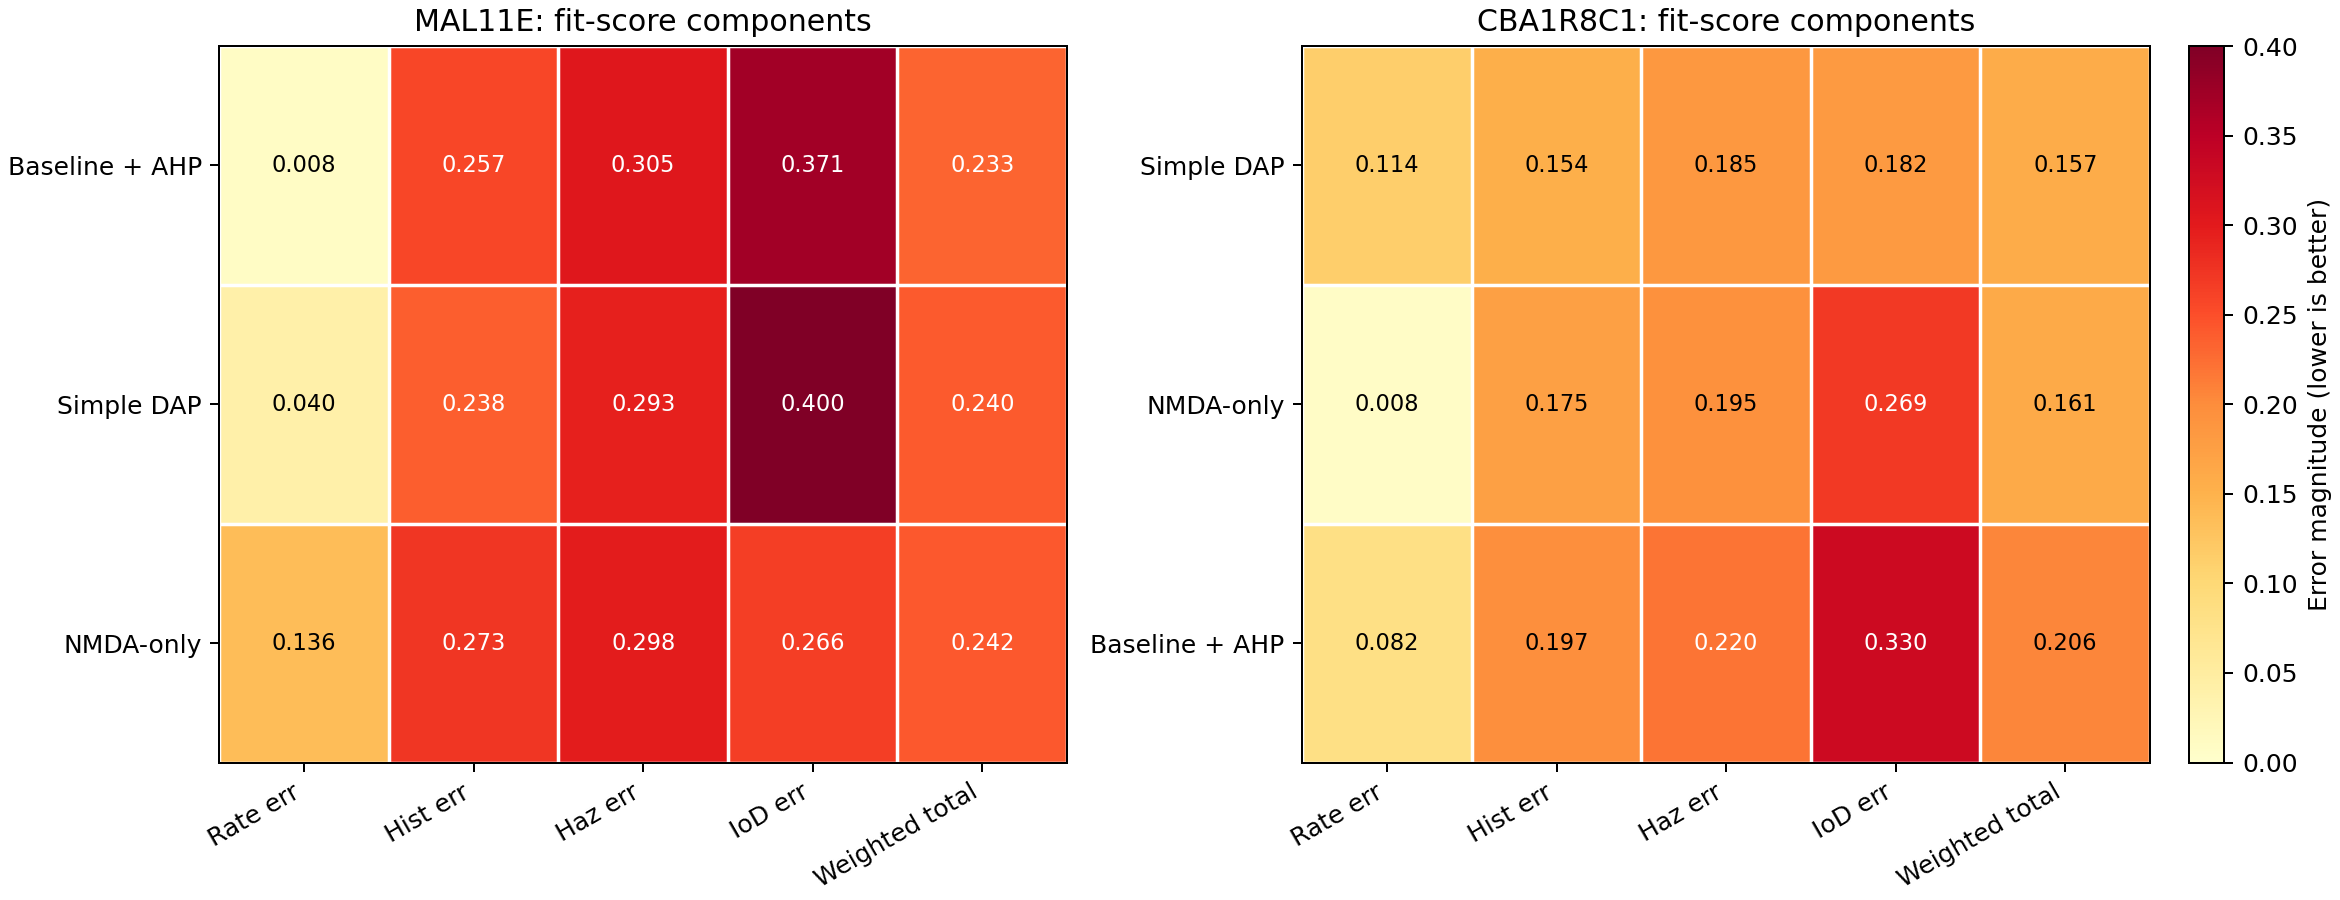 MAL11E: fit-score components
Baseline + AHP 0.008 0.257 0.305 0.371 0.233
Simple DAP 0.040 0.238 0.293 0.400 0.240
NMDA-only 0.136 0.273 0.298 0.266 0.242
Rate err Hist err Haz err IoD err Weighted total
CBA1R8C1: fit-score components
Simple DAP 0.114 0.154 0.185 0.182 0.157
NMDA-only 0.008 0.175 0.195 0.269 0.161
Baseline + AHP 0.082 0.197 0.220 0.330 0.206
Rate err Hist err Haz err IoD err Weighted total
0.40
0.35
0.30
0.25
0.20
0.15
0.10
0.05
0.00
Error magnitude (lower is better)